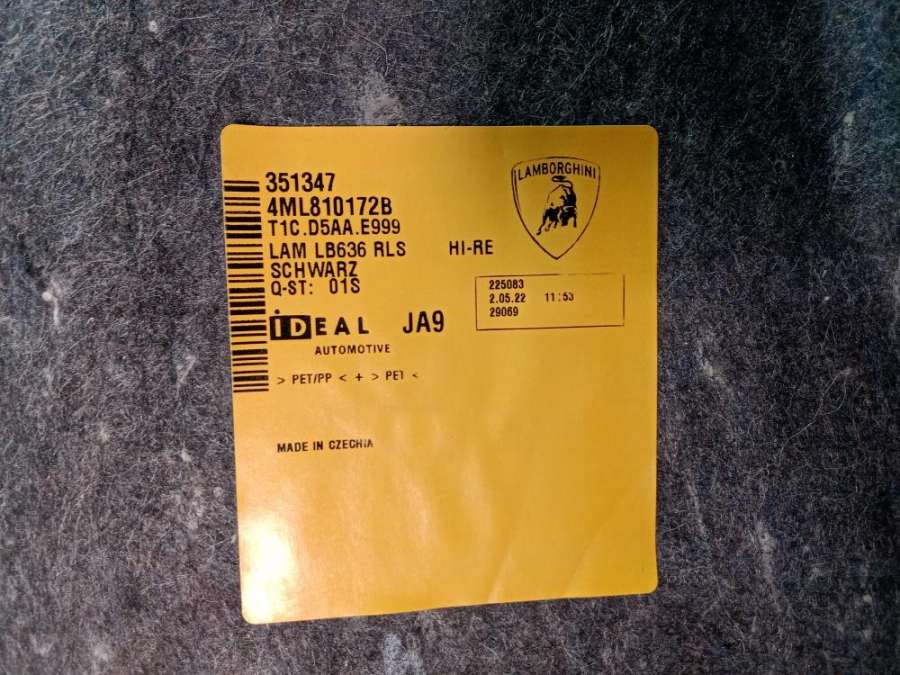 351347
4ML810172B
T1C.D5AA.E999
LAM LB636 RLS HI-RE
SCHWARZ
Q-ST: 01S
LAMBORGHINI
225083
2.05.22 11:53
29069
iDEAL JA9
AUTOMOTIVE
> PET/PP < + > PET <
MADE IN CZECHIA